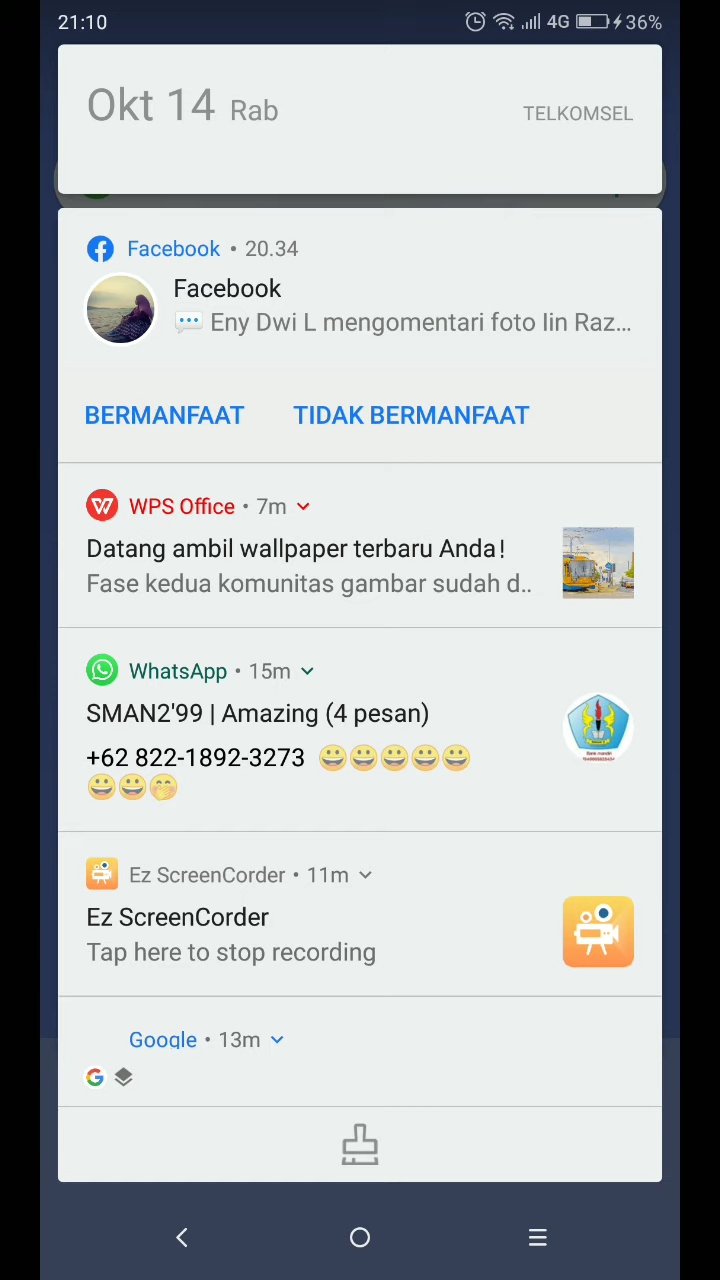 21:10 4G 36%
Okt 14 Rab TELKOMSEL
Facebook • 20.34
Facebook
💬 Eny Dwi L mengomentari foto Iin Raz...
BERMANFAAT TIDAK BERMANFAAT
WPS Office • 7m
Datang ambil wallpaper terbaru Anda!
Fase kedua komunitas gambar sudah d..
WhatsApp • 15m
SMAN2'99 | Amazing (4 pesan)
+62 822-1892-3273 😀😀😀😀😀
😀😀🤭
Ez ScreenCorder • 11m
Ez ScreenCorder
Tap here to stop recording
Google • 13m